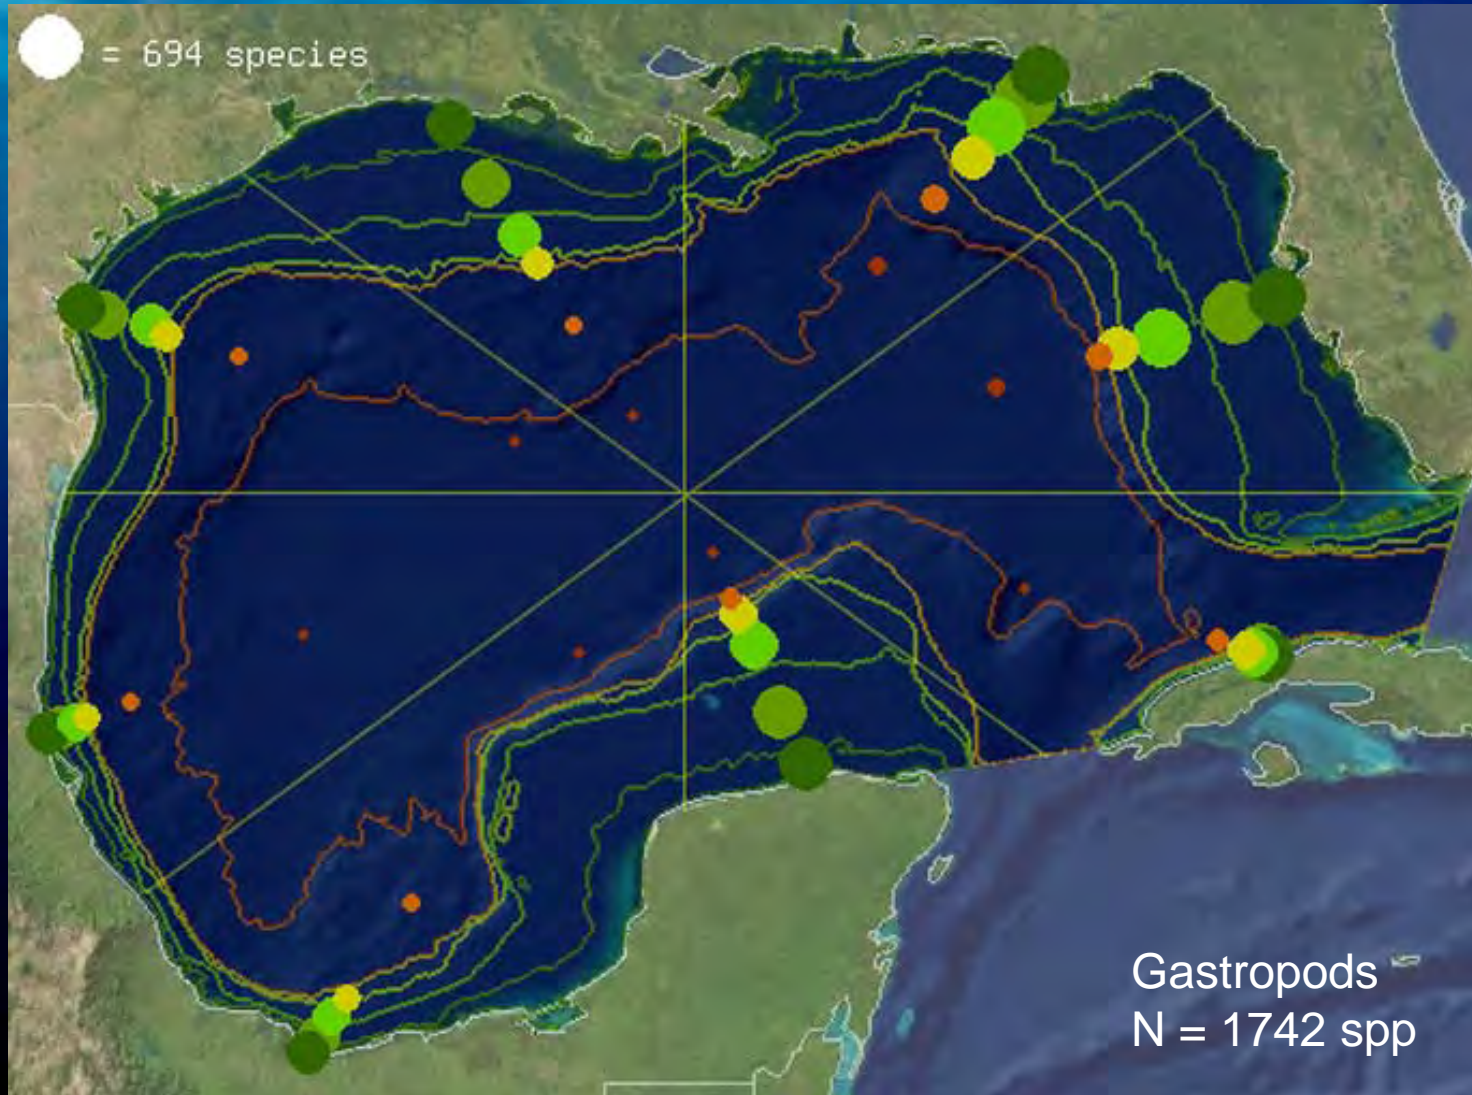 = 694 species
Gastropods
N = 1742 spp